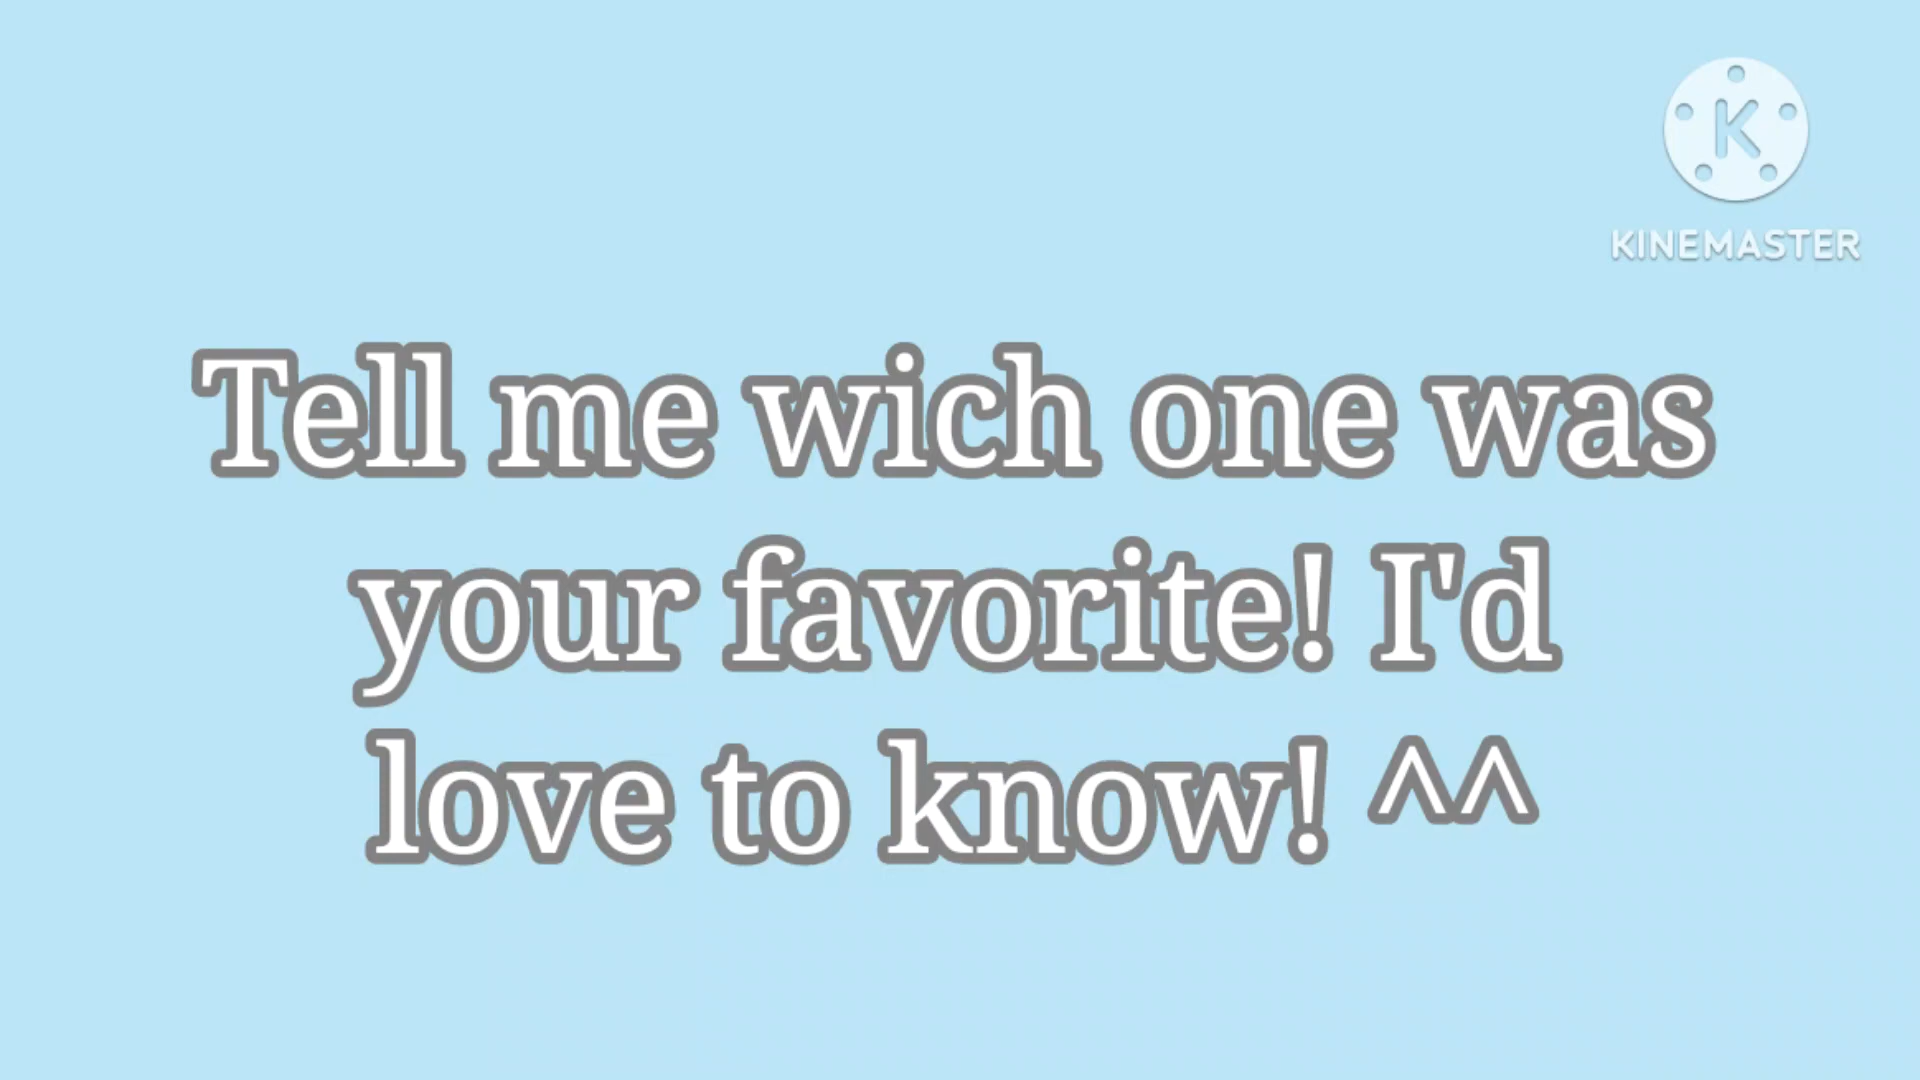 K
KINEMASTER
Tell me wich one was
your favorite! I'd
love to know! ^^